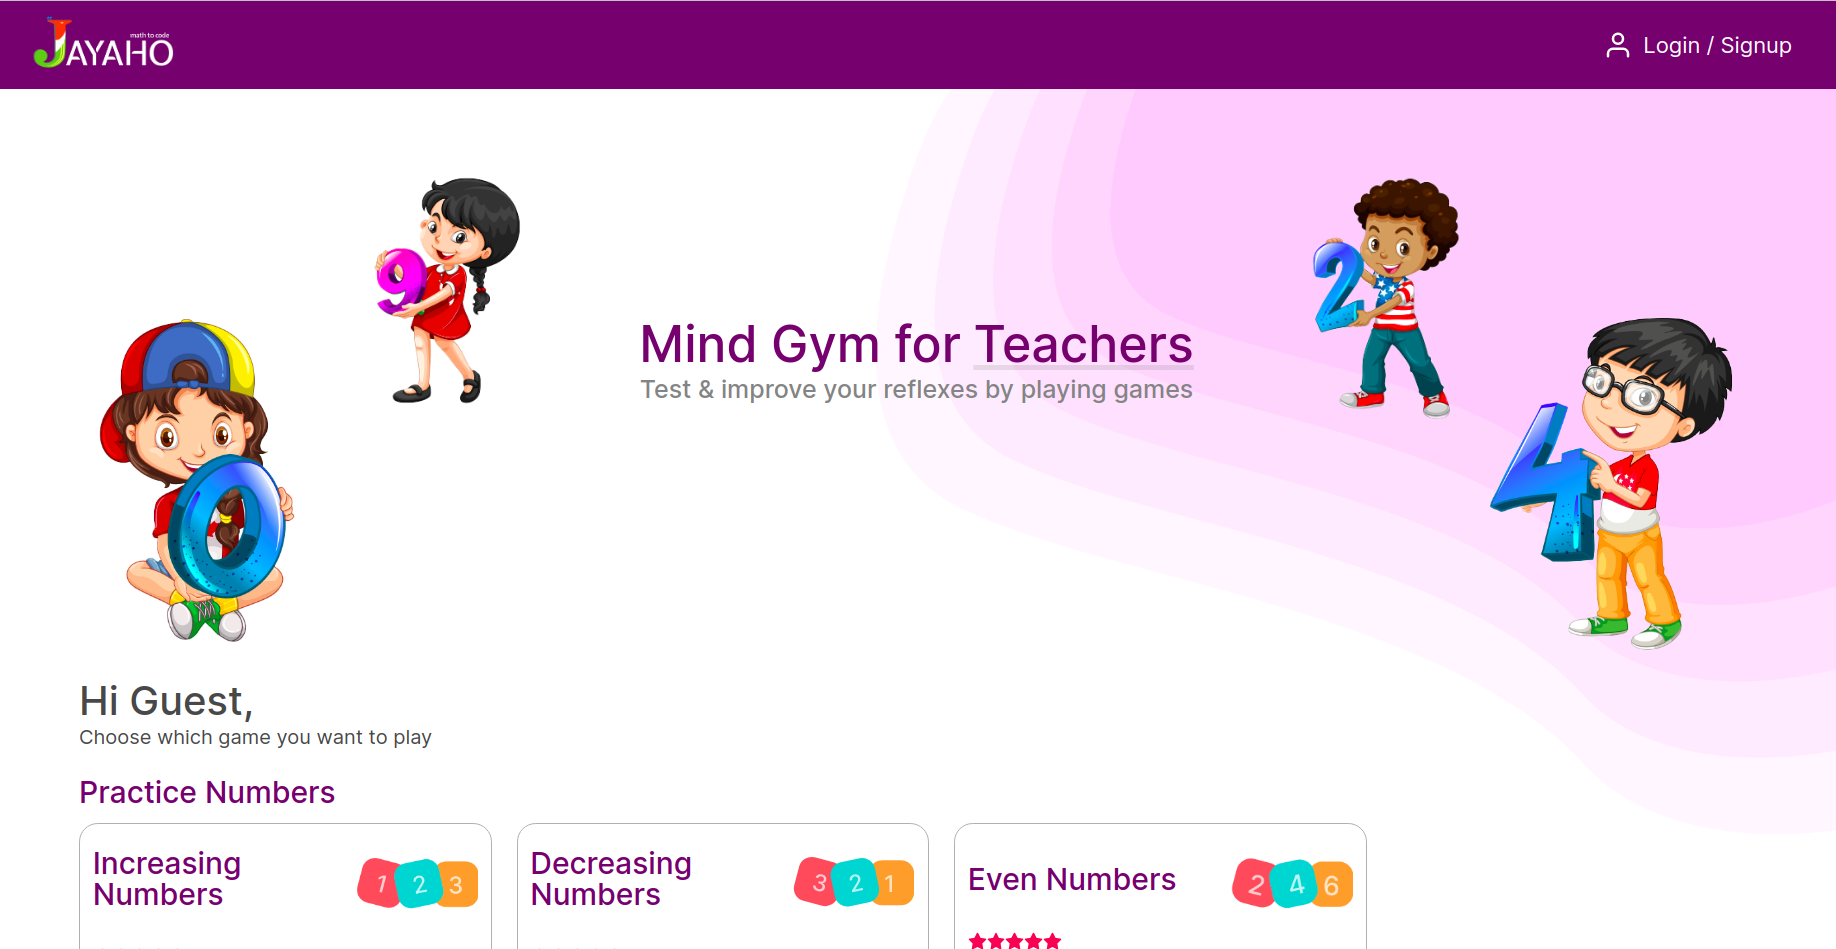 math to code
JAYAHO
Login / Signup
9
2
0
4
Mind Gym for Teachers
Test & improve your reflexes by playing games
Hi Guest,
Choose which game you want to play
Practice Numbers
Increasing
Numbers
1 2 3
Decreasing
Numbers
3 2 1
Even Numbers
2 4 6